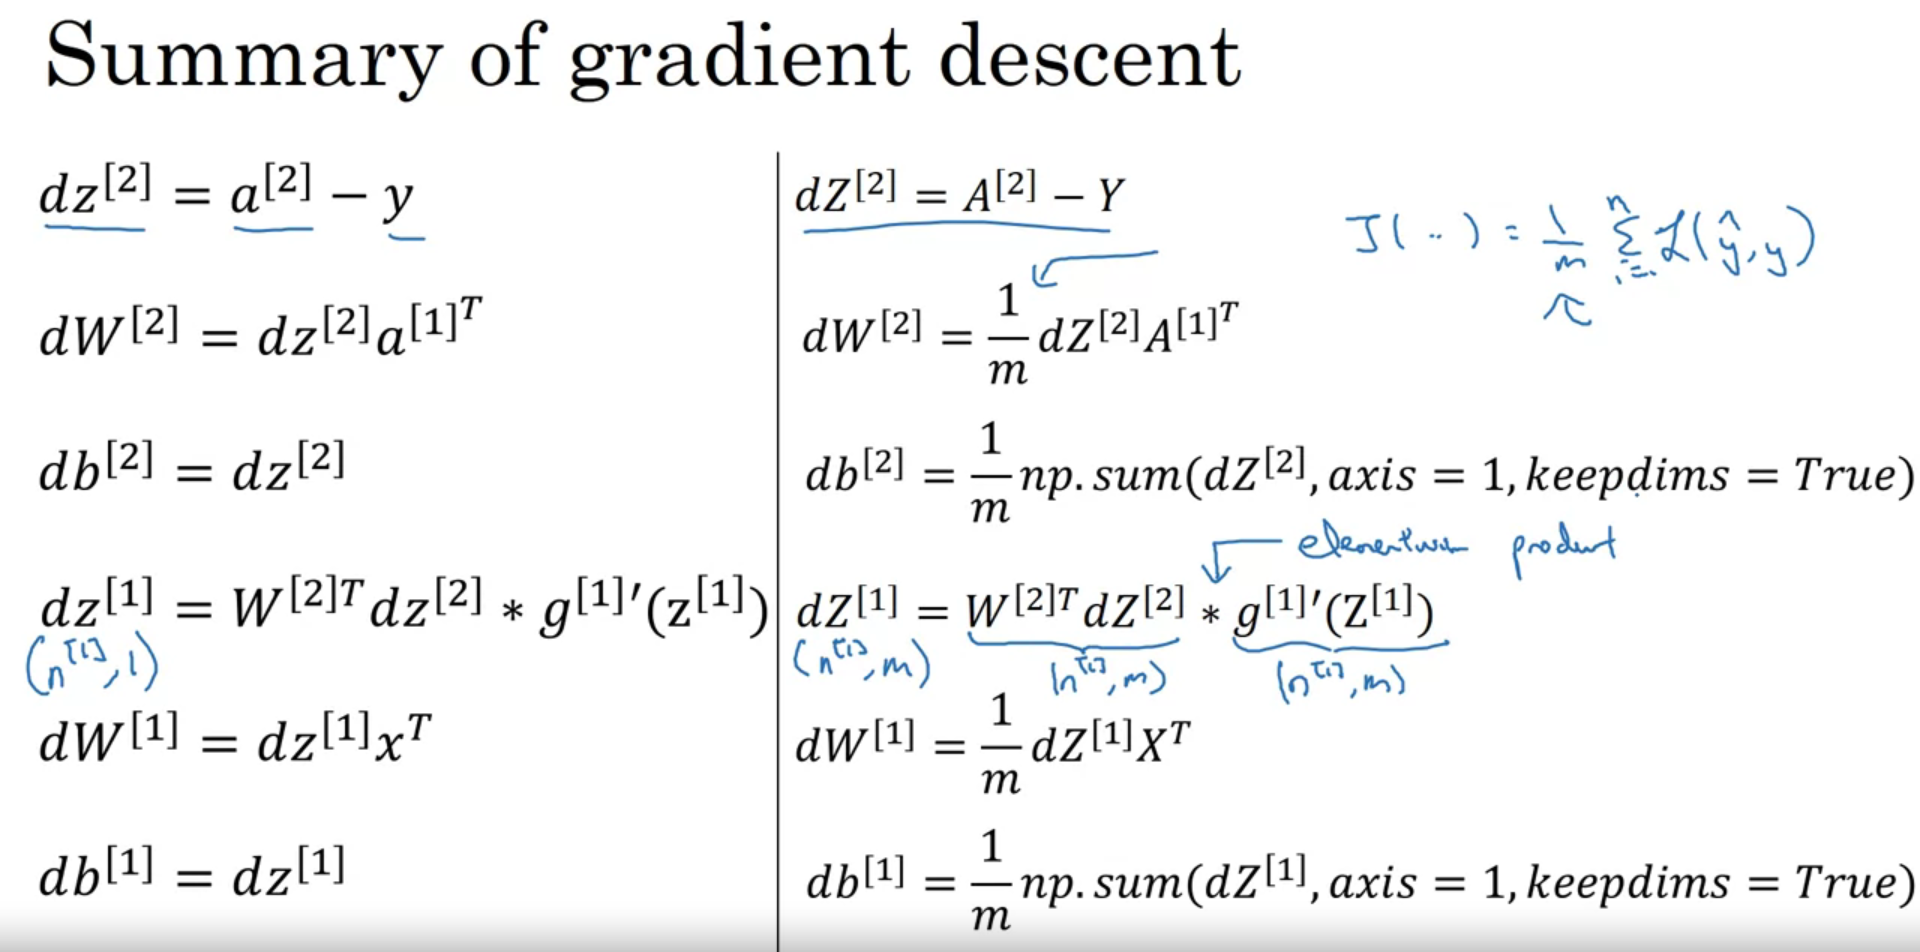 Summary of gradient descent
dz^[2] = a^[2] − y
dW^[2] = dz^[2]a^[1]^T
db^[2] = dz^[2]
dz^[1] = W^[2]T dz^[2] ∗ g^[1]′(z^[1])
(n^[1], 1)
dW^[1] = dz^[1]x^T
db^[1] = dz^[1]
dZ^[2] = A^[2] − Y
J(..) = 1/m Σ i=1 n L(ŷ, y)
dW^[2] = 1/m dZ^[2]A^[1]^T
db^[2] = 1/m np.sum(dZ^[2], axis = 1, keepdims = True)
elementwise product
dZ^[1] = W^[2]T dZ^[2] ∗ g^[1]′(Z^[1])
(n^[1], m) (n^[1], m) (n^[1], m)
dW^[1] = 1/m dZ^[1]X^T
db^[1] = 1/m np.sum(dZ^[1], axis = 1, keepdims = True)